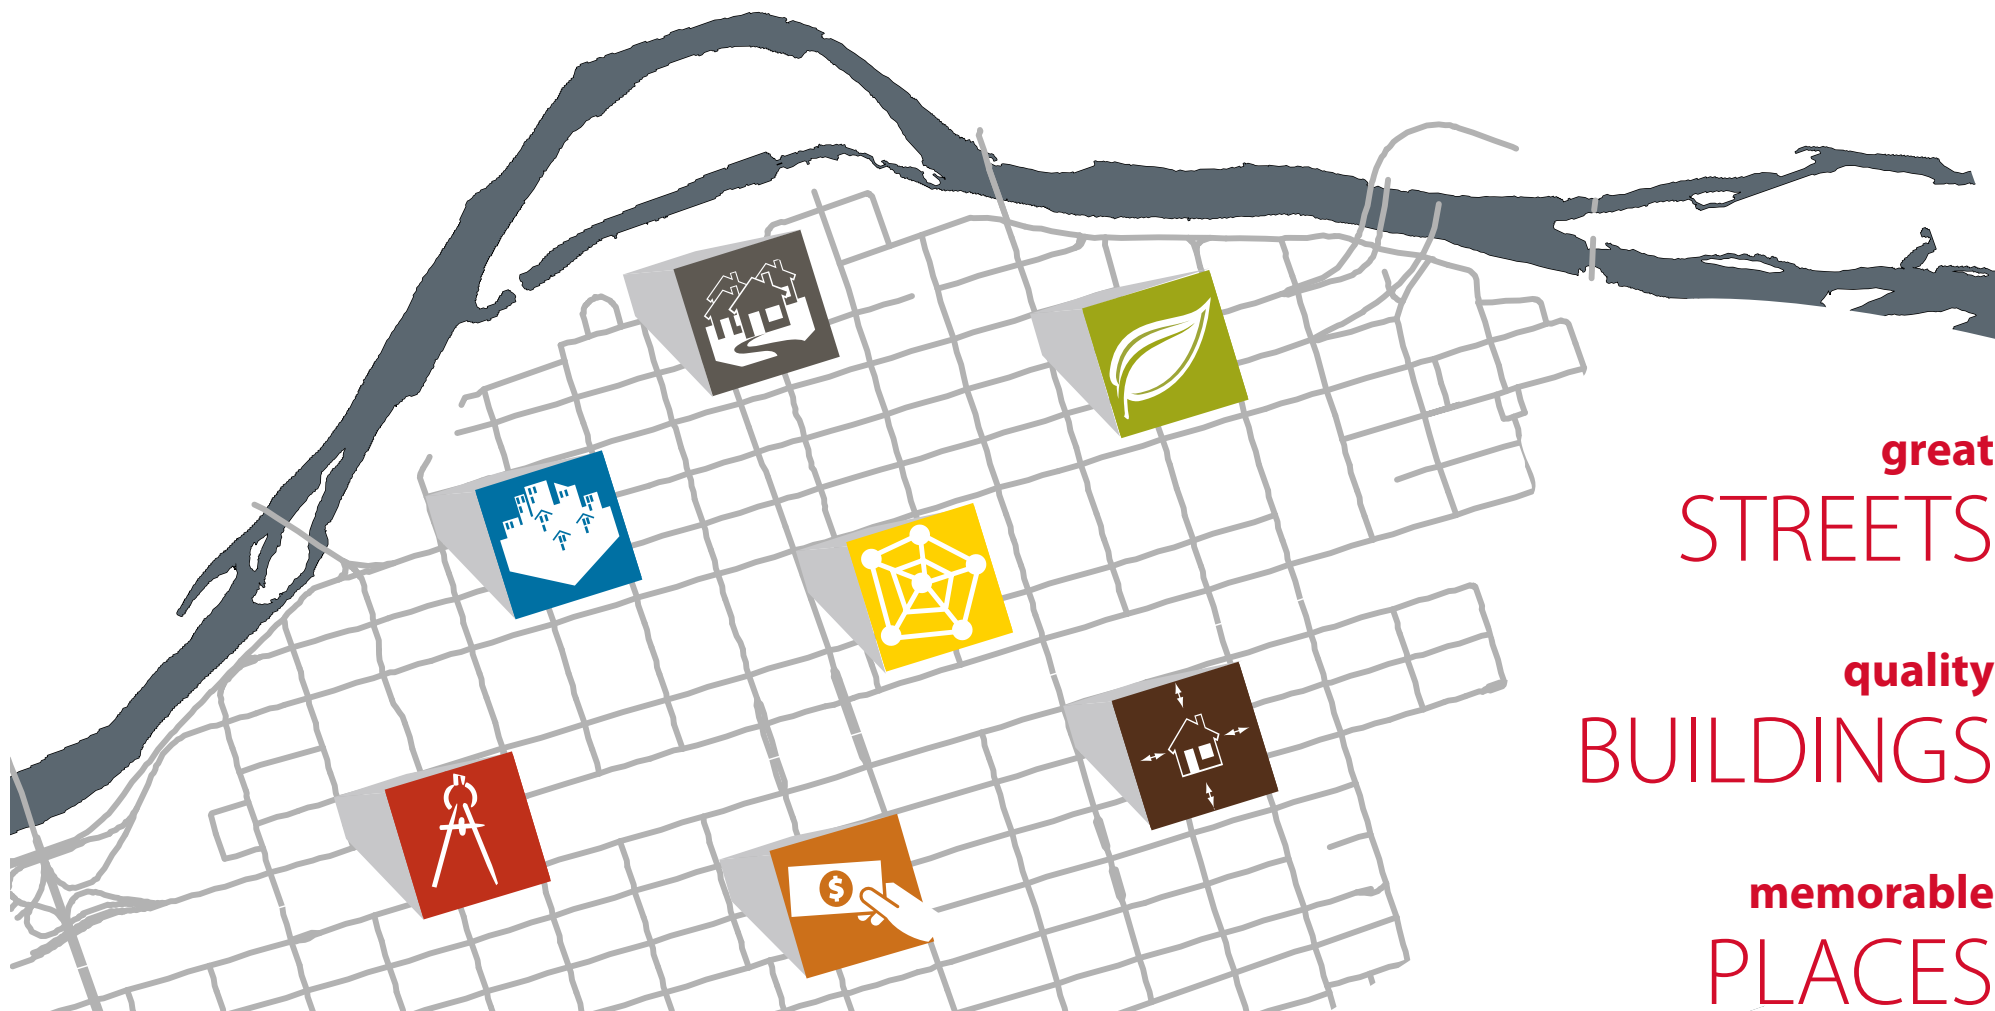 great
STREETS
quality
BUILDINGS
memorable
PLACES
$